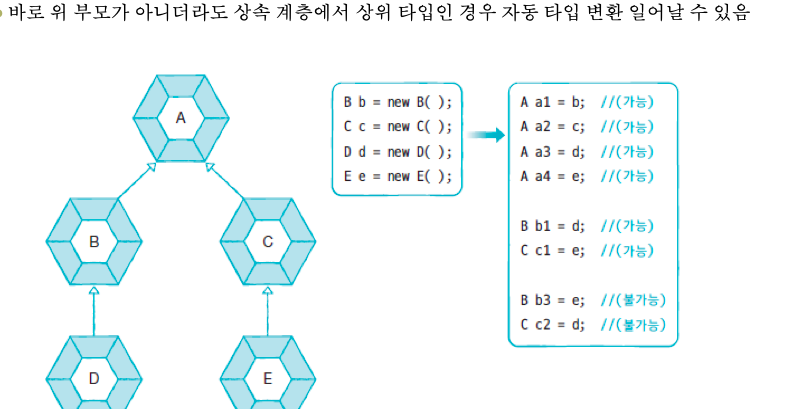 바로 위 부모가 아니더라도 상속 계층에서 상위 타입인 경우 자동 타입 변환 일어날 수 있음
A
B
C
D
E
B b = new B( );
C c = new C( );
D d = new D( );
E e = new E( );
A a1 = b; //(가능)
A a2 = c; //(가능)
A a3 = d; //(가능)
A a4 = e; //(가능)
B b1 = d; //(가능)
C c1 = e; //(가능)
B b3 = e; //(불가능)
C c2 = d; //(불가능)